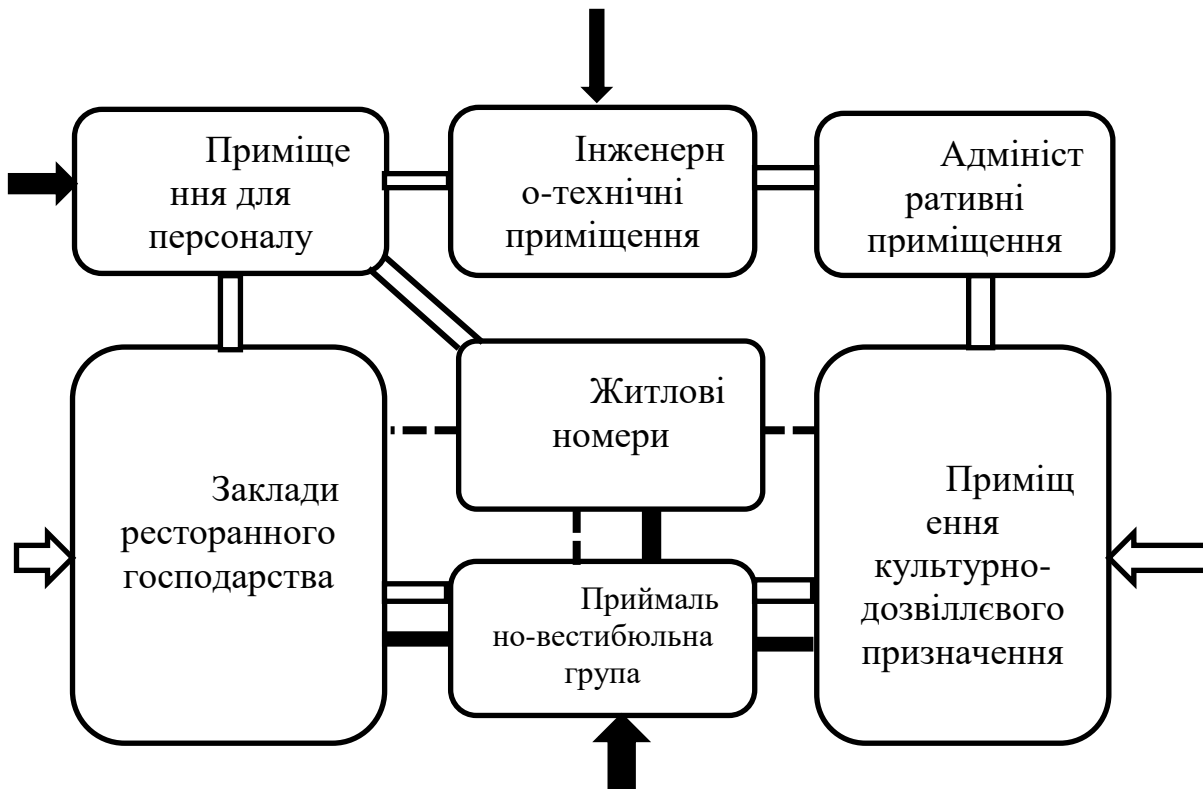 Приміще
ння для
персоналу
Інженерн
о-технічні
приміщення
Адмініст
ративні
приміщення
Житлові
номери
Заклади
ресторанного
господарства
Приміщ
ення
культурно-
дозвіллєвого
призначення
Приймаль
но-вестибюльна
група